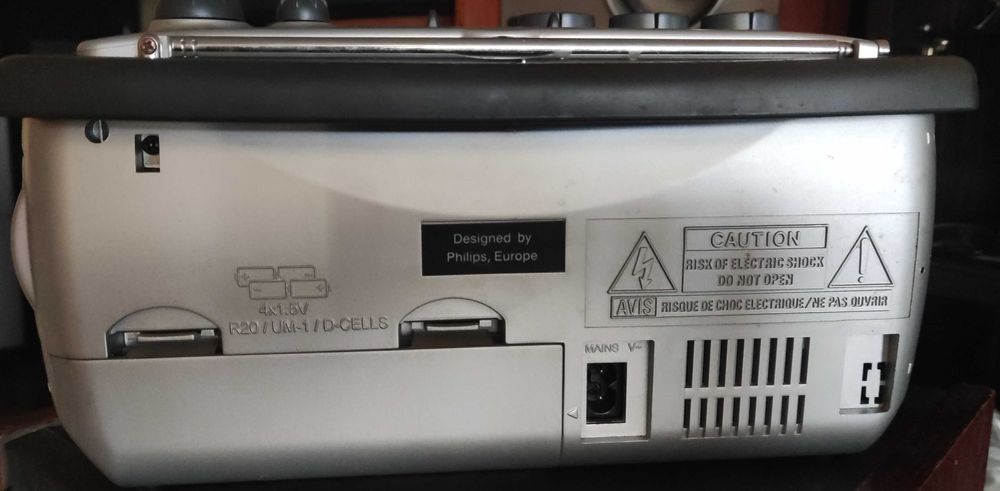 Designed by
Philips, Europe
4x1.5V
R20 / UM-1 / D-CELLS
CAUTION
RISK OF ELECTRIC SHOCK
DO NOT OPEN
AVIS RISQUE DE CHOC ELECTRIQUE/NE PAS OUVRIR
MAINS V~